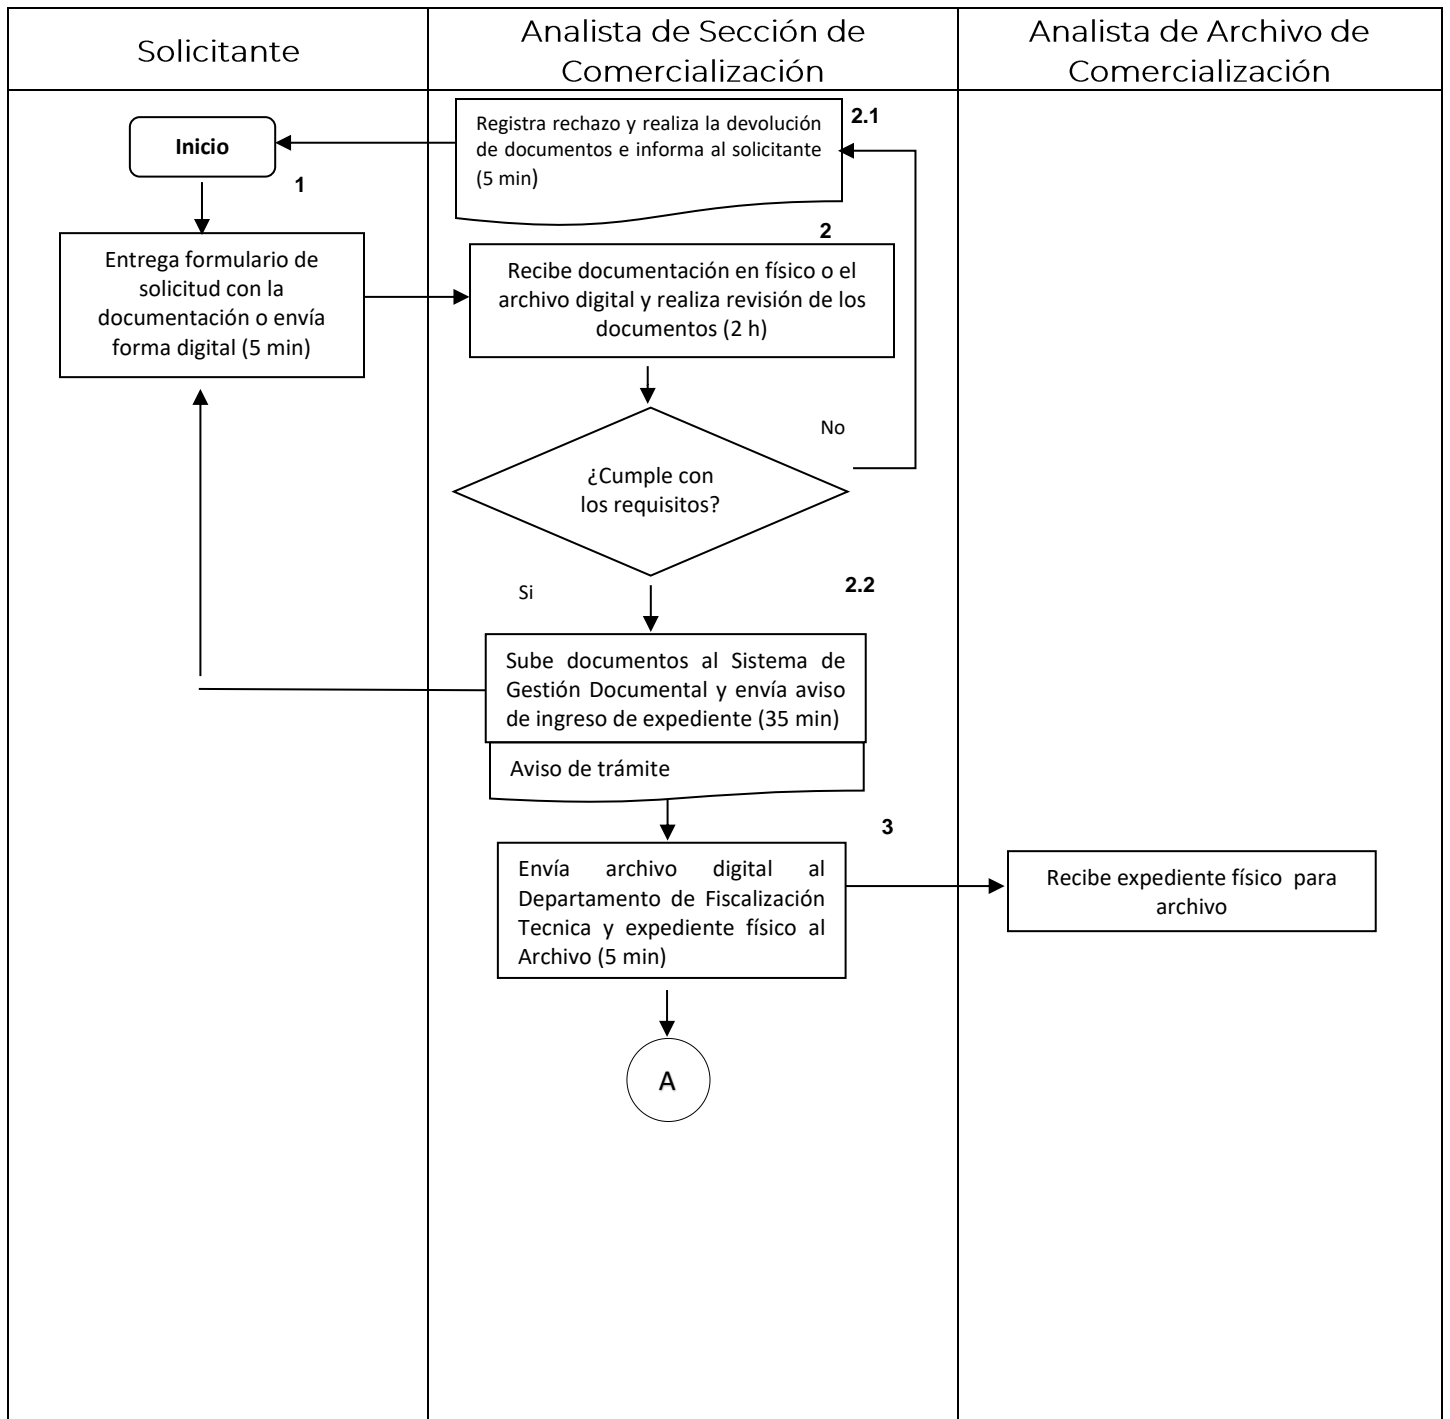 Solicitante
Analista de Sección de
Comercialización
Analista de Archivo de
Comercialización
Inicio
1
Registra rechazo y realiza la devolución
de documentos e informa al solicitante
(5 min)
2.1
Entrega formulario de
solicitud con la
documentación o envía
forma digital (5 min)
2
Recibe documentación en físico o el
archivo digital y realiza revisión de los
documentos (2 h)
No
¿Cumple con
los requisitos?
Si
2.2
Sube documentos al Sistema de
Gestión Documental y envía aviso
de ingreso de expediente (35 min)
Aviso de trámite
3
Envía archivo digital al
Departamento de Fiscalización
Tecnica y expediente físico al
Archivo (5 min)
Recibe expediente físico para
archivo
A